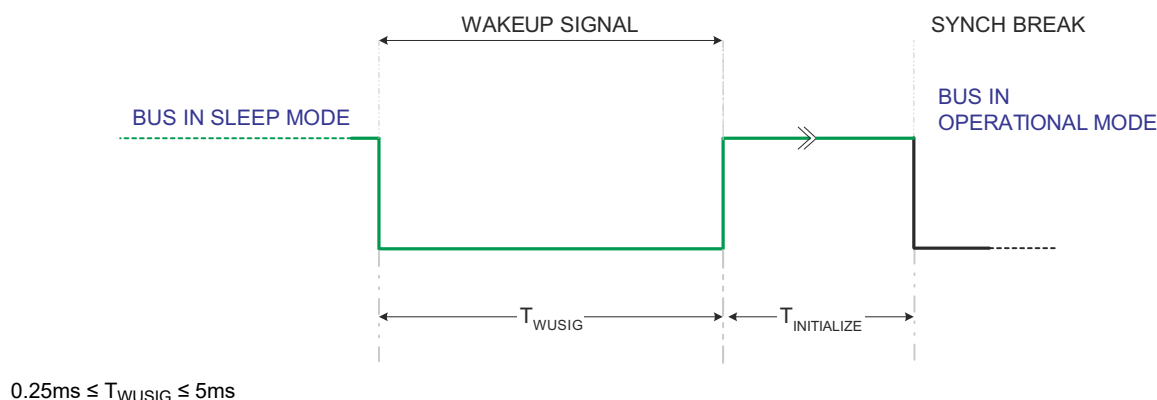 WAKEUP SIGNAL
SYNCH BREAK
BUS IN SLEEP MODE
BUS IN
OPERATIONAL MODE
TWUSIG
TINITIALIZE
0.25ms ≤ TWUSIG ≤ 5ms